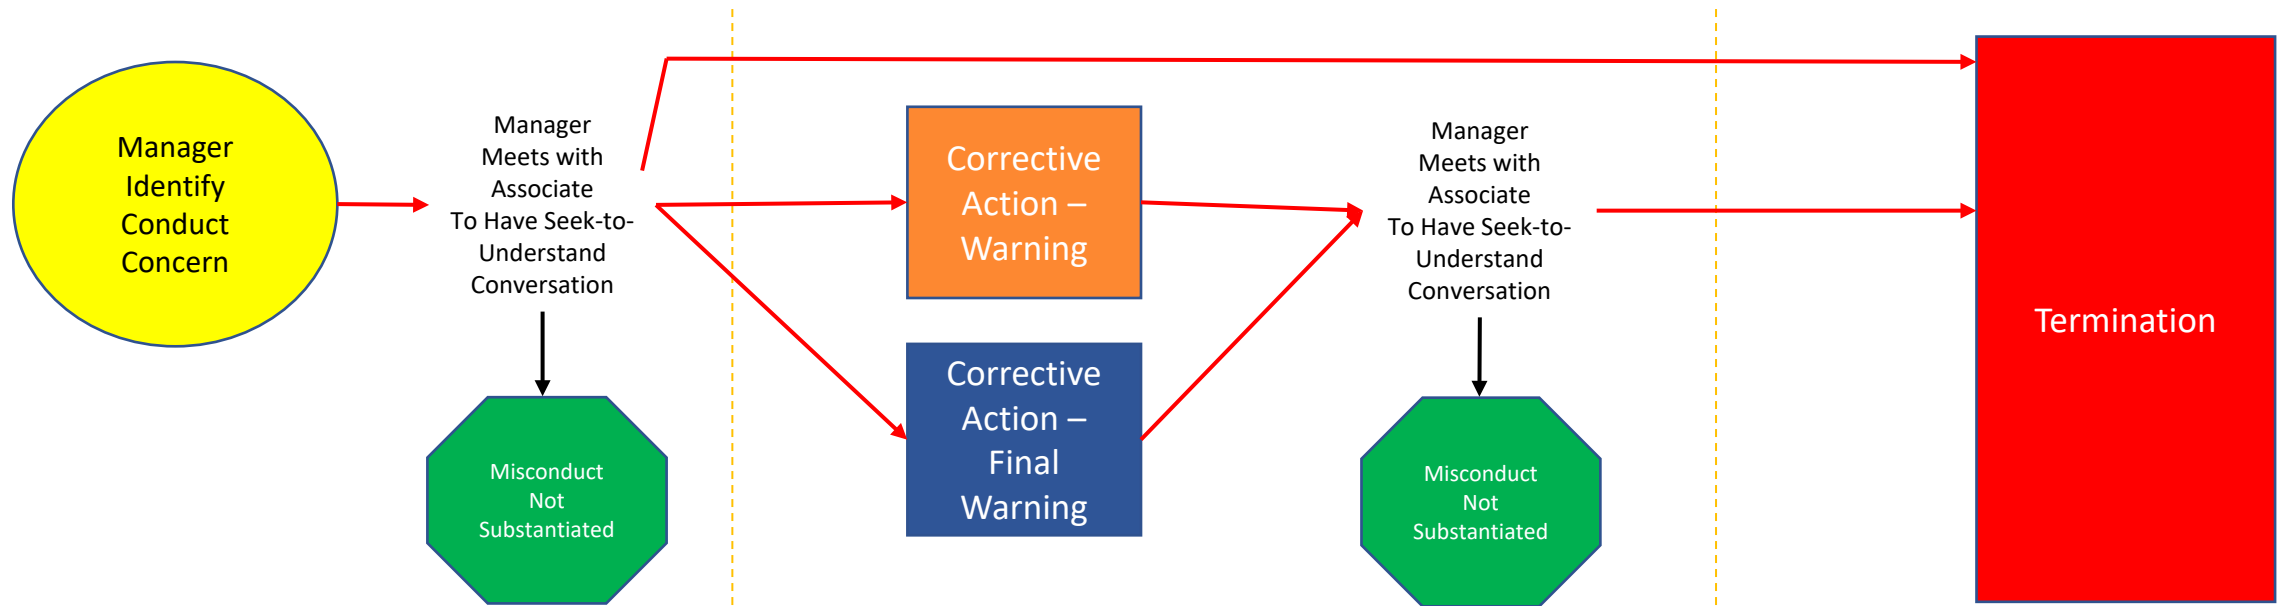 Manager
Identify
Conduct
Concern
Manager
Meets with
Associate
To Have Seek-to-
Understand
Conversation
Misconduct
Not
Substantiated
Corrective
Action –
Warning
Corrective
Action –
Final
Warning
Manager
Meets with
Associate
To Have Seek-to-
Understand
Conversation
Misconduct
Not
Substantiated
Termination